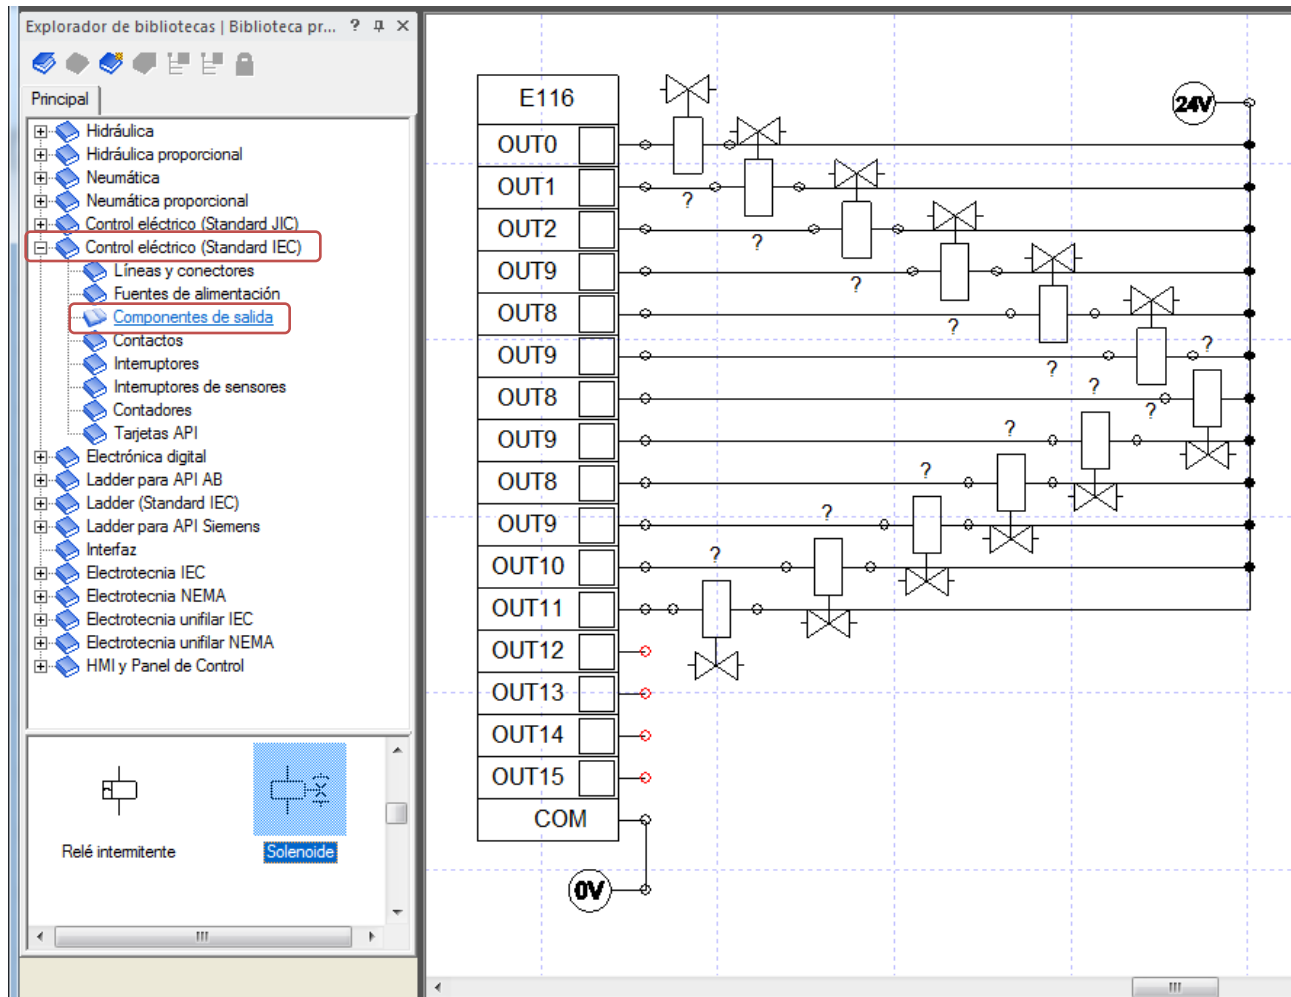 Explorador de bibliotecas | Biblioteca pr... ?
Principal
Hidráulica
Hidráulica proporcional
Neumática
Neumática proporcional
Control eléctrico (Standard JIC)
Control eléctrico (Standard IEC)
Líneas y conectores
Fuentes de alimentación
Componentes de salida
Contactos
Interruptores
Interruptores de sensores
Contadores
Tarjetas API
Electrónica digital
Ladder para API AB
Ladder (Standard IEC)
Ladder para API Siemens
Interfaz
Electrotecnia IEC
Electrotecnia NEMA
Electrotecnia unifilar IEC
Electrotecnia unifilar NEMA
HMI y Panel de Control
Relé intermitente
Solenoide
E116
24V
OUT0
OUT1
?
OUT2
?
OUT9
?
OUT8
?
OUT9
?
?
OUT8
?
?
OUT9
?
OUT8
?
OUT9
?
OUT10
?
OUT11
OUT12
OUT13
OUT14
OUT15
COM
0V